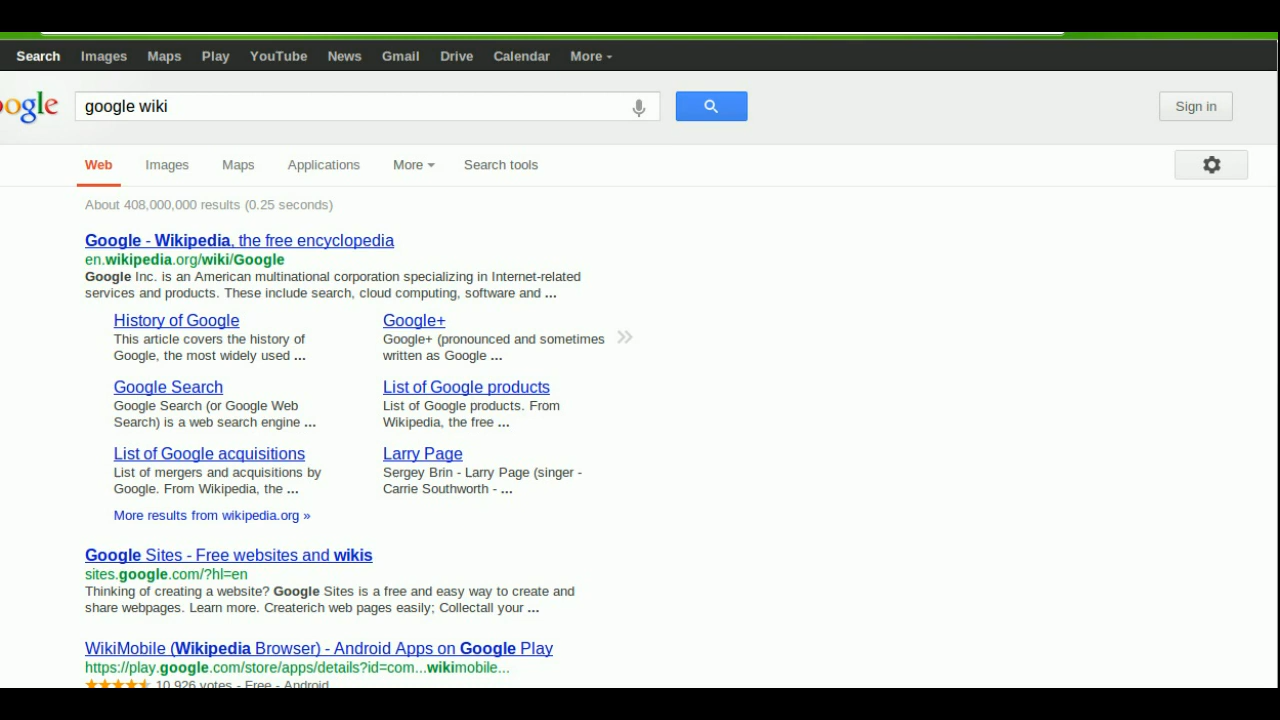 Search Images Maps Play YouTube News Gmail Drive Calendar More
oogle google wiki Sign in
Web Images Maps Applications More Search tools
About 408,000,000 results (0.25 seconds)
Google - Wikipedia, the free encyclopedia
en.wikipedia.org/wiki/Google
Google Inc. is an American multinational corporation specializing in Internet-related
services and products. These include search, cloud computing, software and ...
History of Google
This article covers the history of
Google, the most widely used ...
Google+
Google+ (pronounced and sometimes
written as Google ...
Google Search
Google Search (or Google Web
Search) is a web search engine ...
List of Google products
List of Google products. From
Wikipedia, the free ...
List of Google acquisitions
List of mergers and acquisitions by
Google. From Wikipedia, the ...
Larry Page
Sergey Brin - Larry Page (singer -
Carrie Southworth - ...
More results from wikipedia.org »
Google Sites - Free websites and wikis
sites.google.com/?hl=en
Thinking of creating a website? Google Sites is a free and easy way to create and
share webpages. Learn more. Createrich web pages easily; Collectall your ...
WikiMobile (Wikipedia Browser) - Android Apps on Google Play
https://play.google.com/store/apps/details?id=com...wikimobile...
10,926 votes - Free - Android